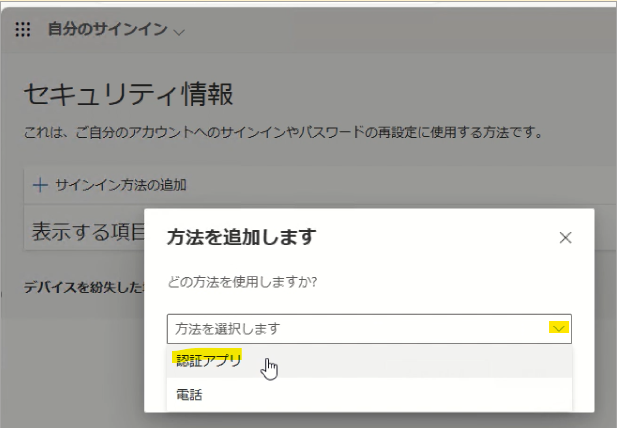 自分のサインイン
セキュリティ情報
これは、ご自分のアカウントへのサインインやパスワードの再設定に使用する方法です。
+ サインイン方法の追加
表示する項目
デバイスを紛失した
方法を追加します
どの方法を使用しますか?
方法を選択します
認証アプリ
電話